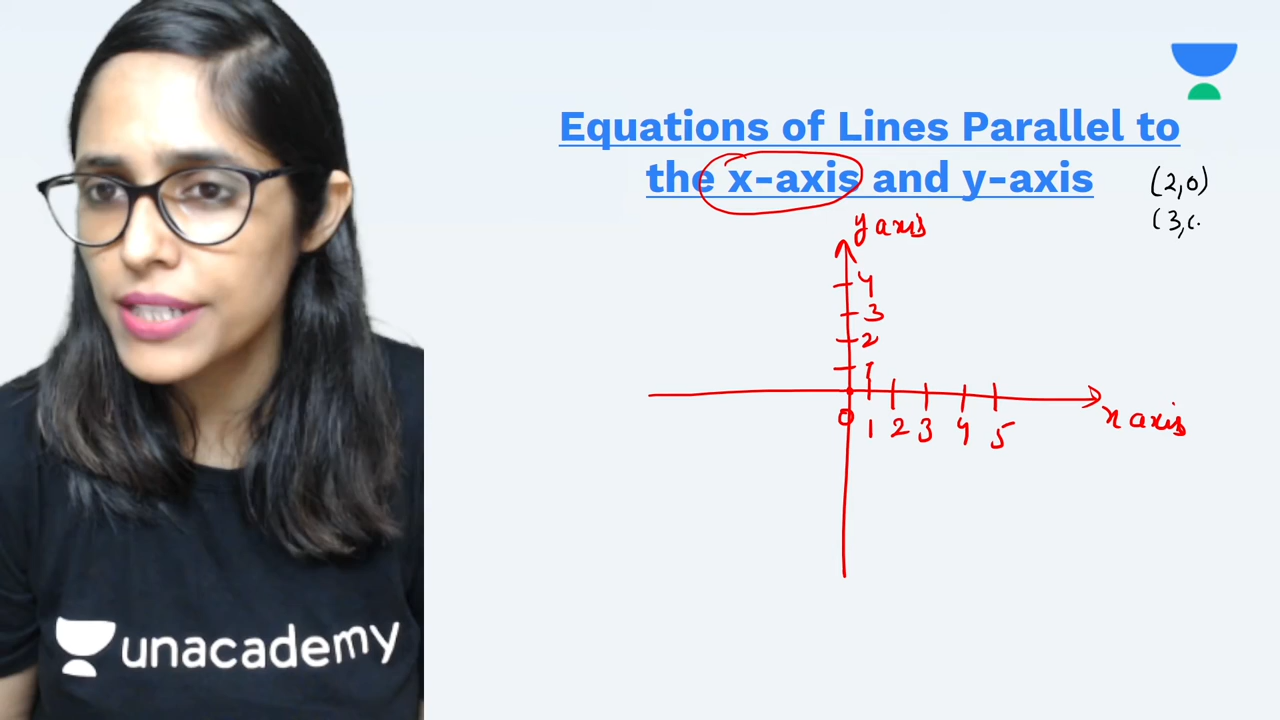 Equations of Lines Parallel to
the x-axis and y-axis
(2,0)
(3,
y axis
4
3
2
1
0 1 2 3 4 5
x axis
unacademy